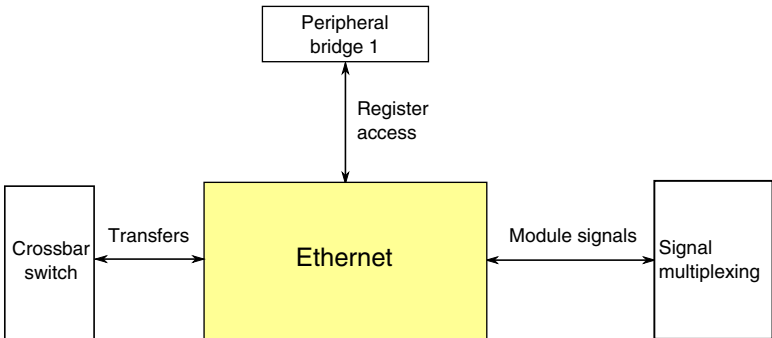 Peripheral
bridge 1
Register
access
Crossbar
switch
Transfers
Ethernet
Module signals
Signal
multiplexing